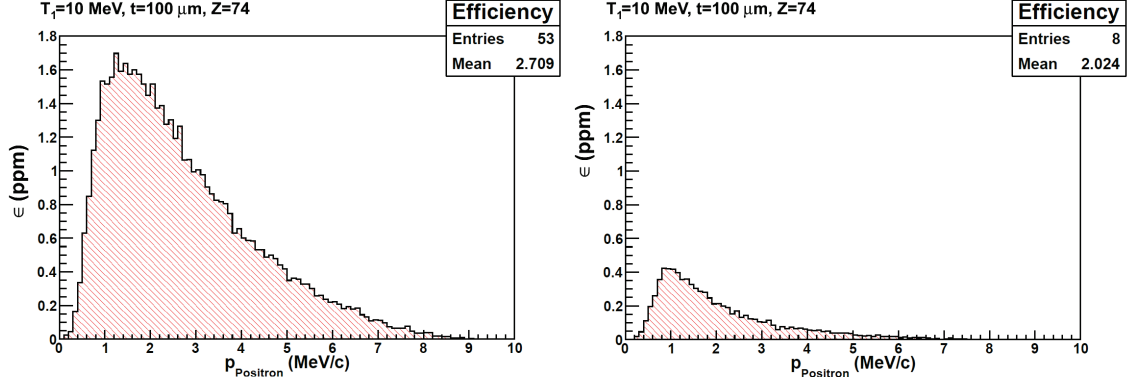 T₁=10 MeV, t=100 μm, Z=74
Efficiency
Entries 53
Mean 2.709
1.8
1.6
1.4
1.2
1
0.8
0.6
0.4
0.2
0
∈ (ppm)
0 1 2 3 4 5 6 7 8 9 10
p_Positron (MeV/c)
T₁=10 MeV, t=100 μm, Z=74
Efficiency
Entries 8
Mean 2.024
1.8
1.6
1.4
1.2
1
0.8
0.6
0.4
0.2
0
∈ (ppm)
0 1 2 3 4 5 6 7 8 9 10
p_Positron (MeV/c)